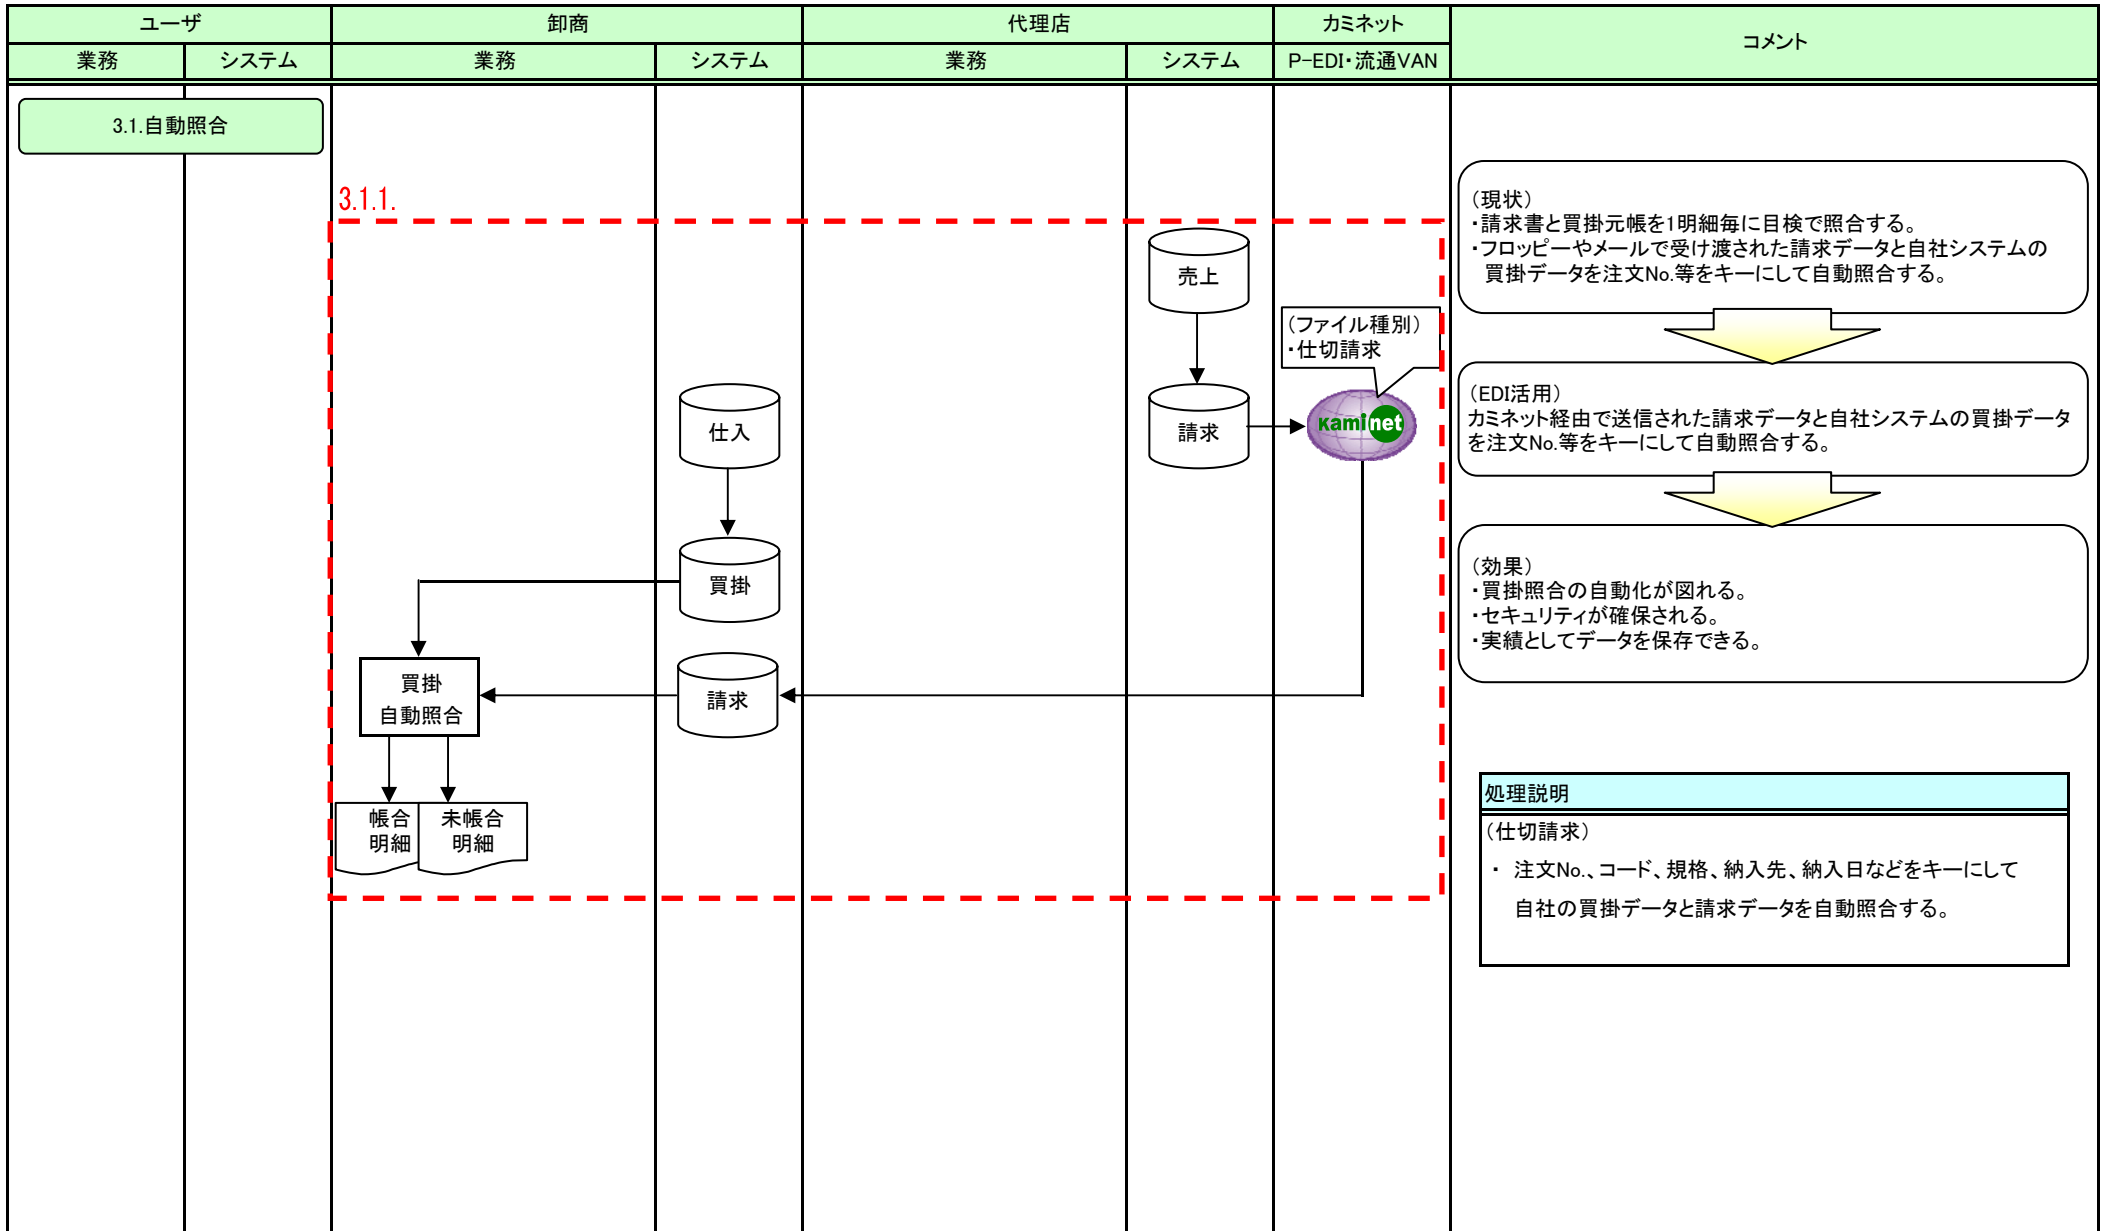 ユーザ
卸商
代理店
カミネット
コメント
業務
システム
業務
システム
業務
システム
P-EDI・流通VAN
3.1.自動照合
3.1.1.
売上
(ファイル種別)
・仕切請求
請求
kaminet
仕入
買掛
買掛
自動照合
請求
帳合
明細
未帳合
明細
(現状)
・請求書と買掛元帳を1明細毎に目検で照合する。
・フロッピーやメールで受け渡された請求データと自社システムの
買掛データを注文No.等をキーにして自動照合する。
(EDI活用)
カミネット経由で送信された請求データと自社システムの買掛データ
を注文No.等をキーにして自動照合する。
(効果)
・買掛照合の自動化が図れる。
・セキュリティが確保される。
・実績としてデータを保存できる。
処理説明
(仕切請求)
・ 注文No.、コード、規格、納入先、納入日などをキーにして
自社の買掛データと請求データを自動照合する。